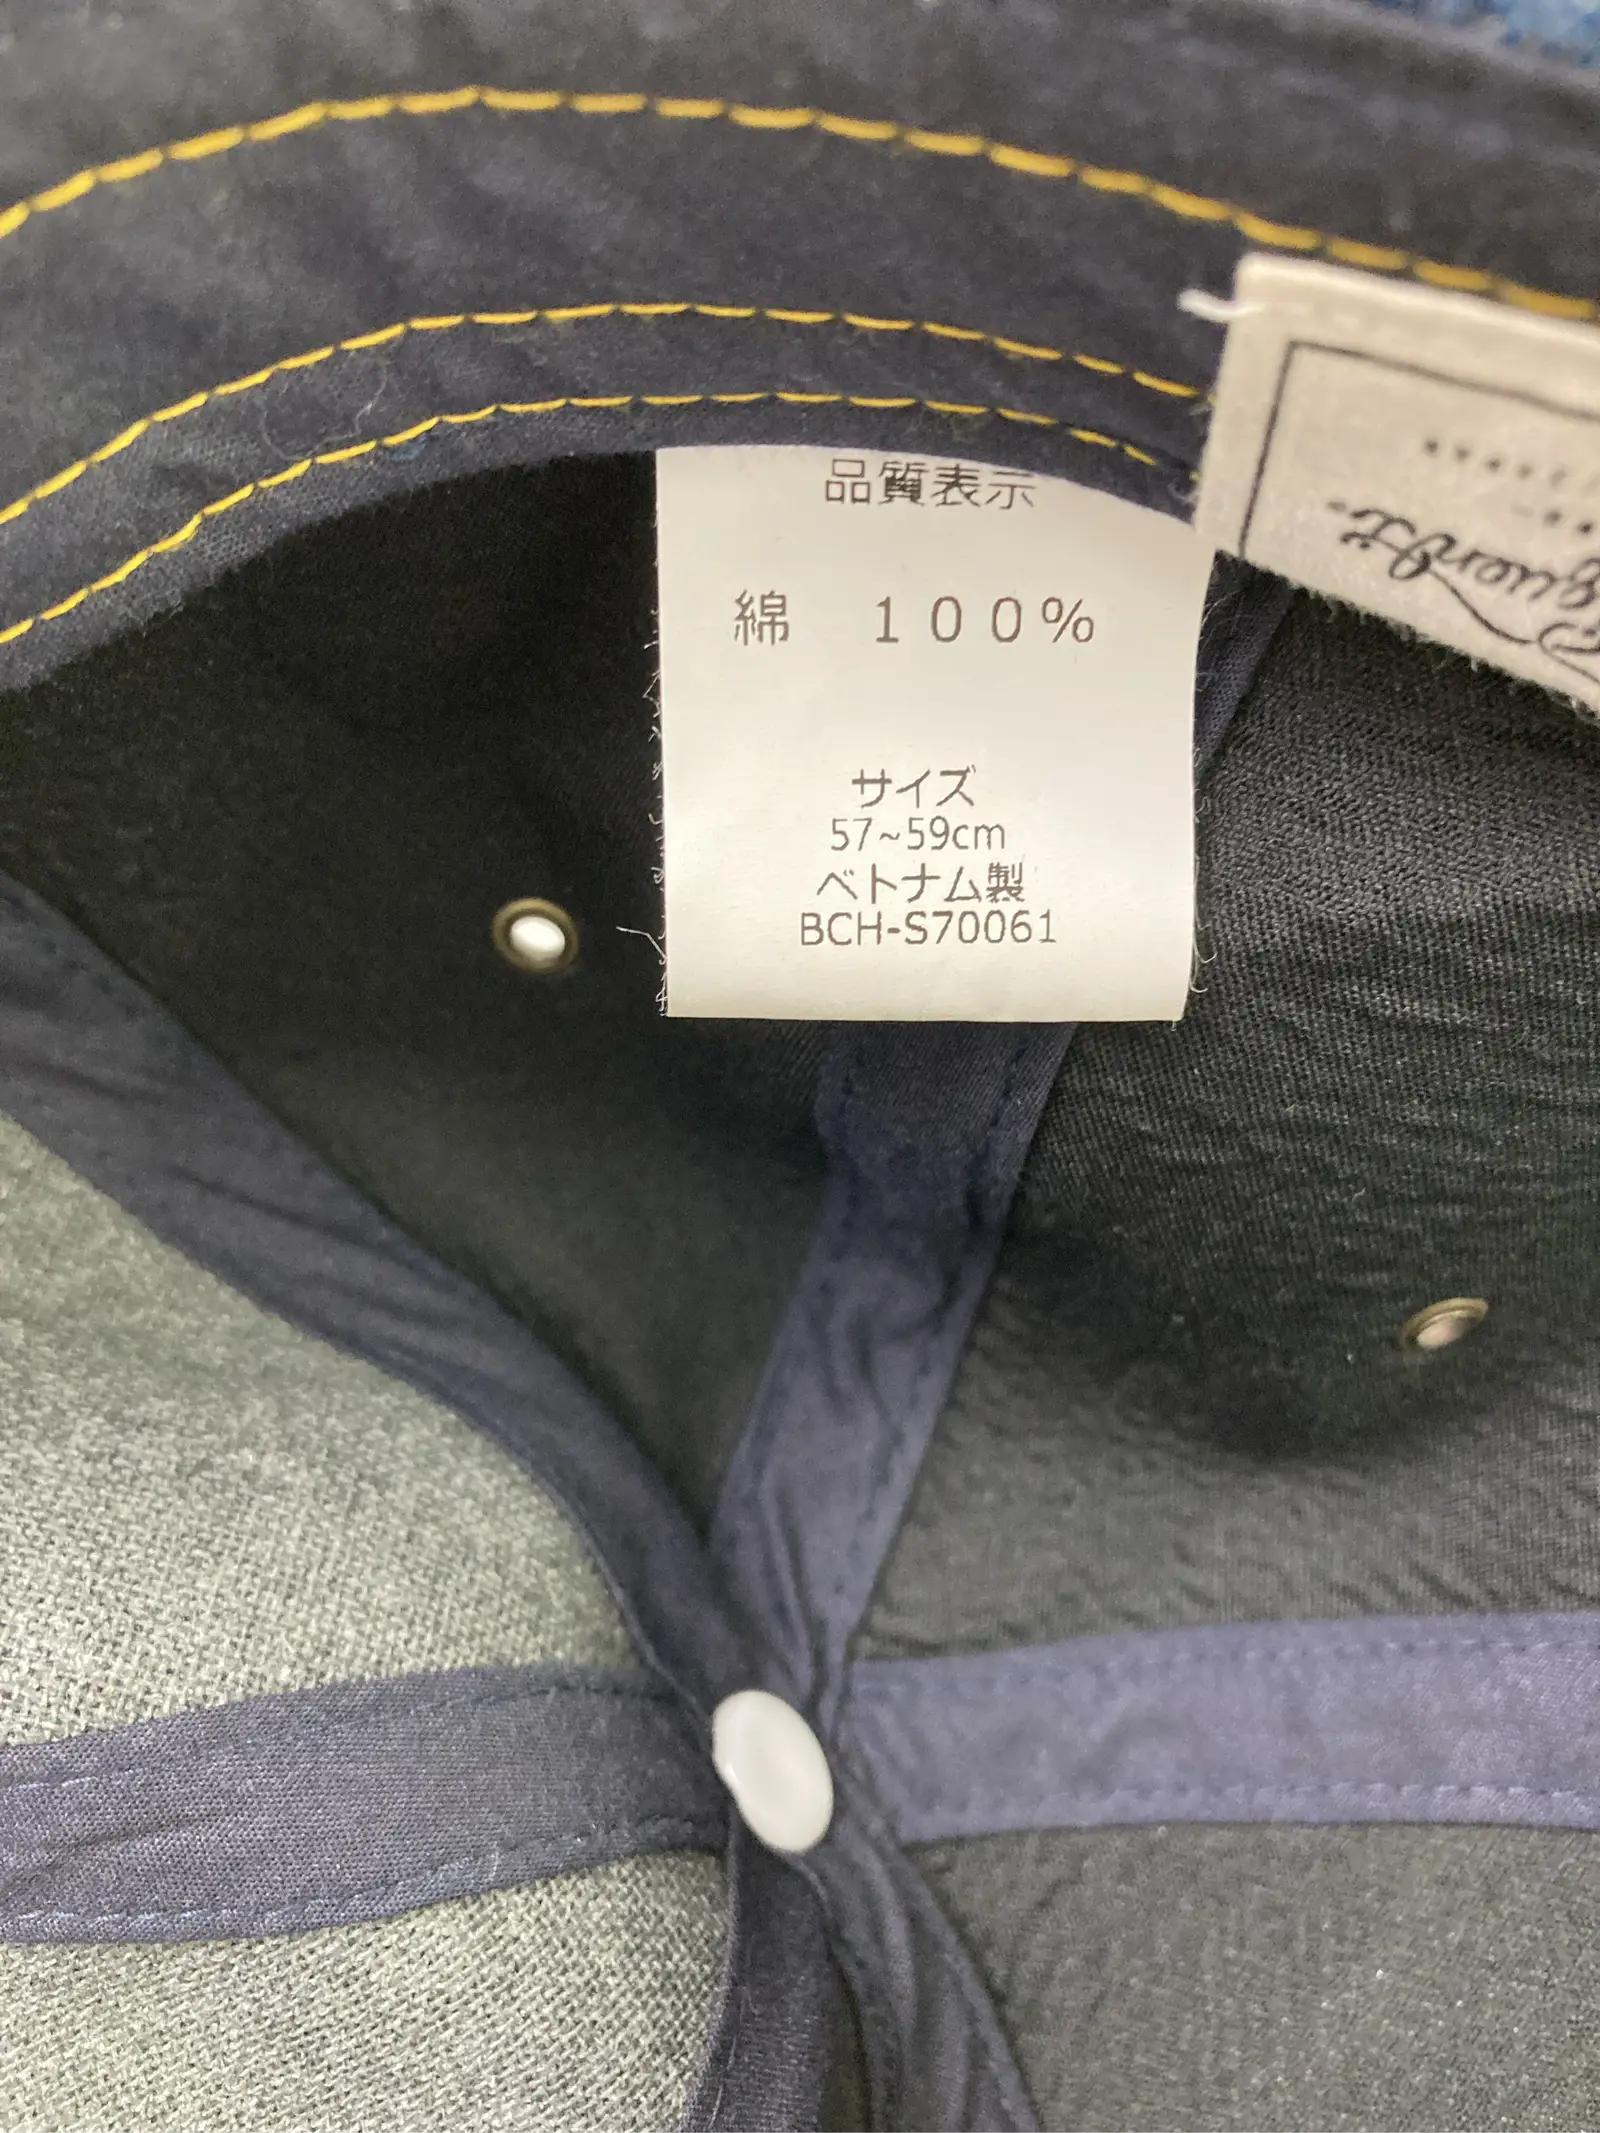 品質表示
綿 100%
サイズ
57~59cm
ベトナム製
BCH-S70061